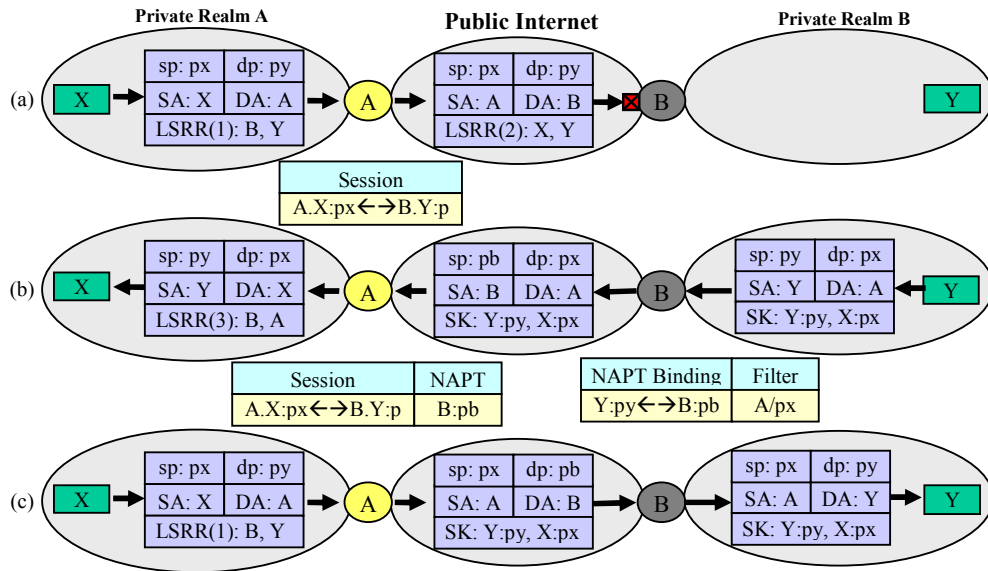 Private Realm A
Public Internet
Private Realm B
(a)
X
sp: px dp: py
SA: X DA: A
LSRR(1): B, Y
A
sp: px dp: py
SA: A DA: B
LSRR(2): X, Y
B
Y
Session
A.X:px←→B.Y:p
(b)
X
sp: py dp: px
SA: Y DA: X
LSRR(3): B, A
A
sp: pb dp: px
SA: B DA: A
SK: Y:py, X:px
B
sp: py dp: px
SA: Y DA: A
SK: Y:py, X:px
Y
Session NAPT
A.X:px←→B.Y:p B:pb
NAPT Binding Filter
Y:py←→B:pb A/px
(c)
X
sp: px dp: py
SA: X DA: A
LSRR(1): B, Y
A
sp: px dp: pb
SA: A DA: B
SK: Y:py, X:px
B
sp: px dp: py
SA: A DA: Y
SK: Y:py, X:px
Y